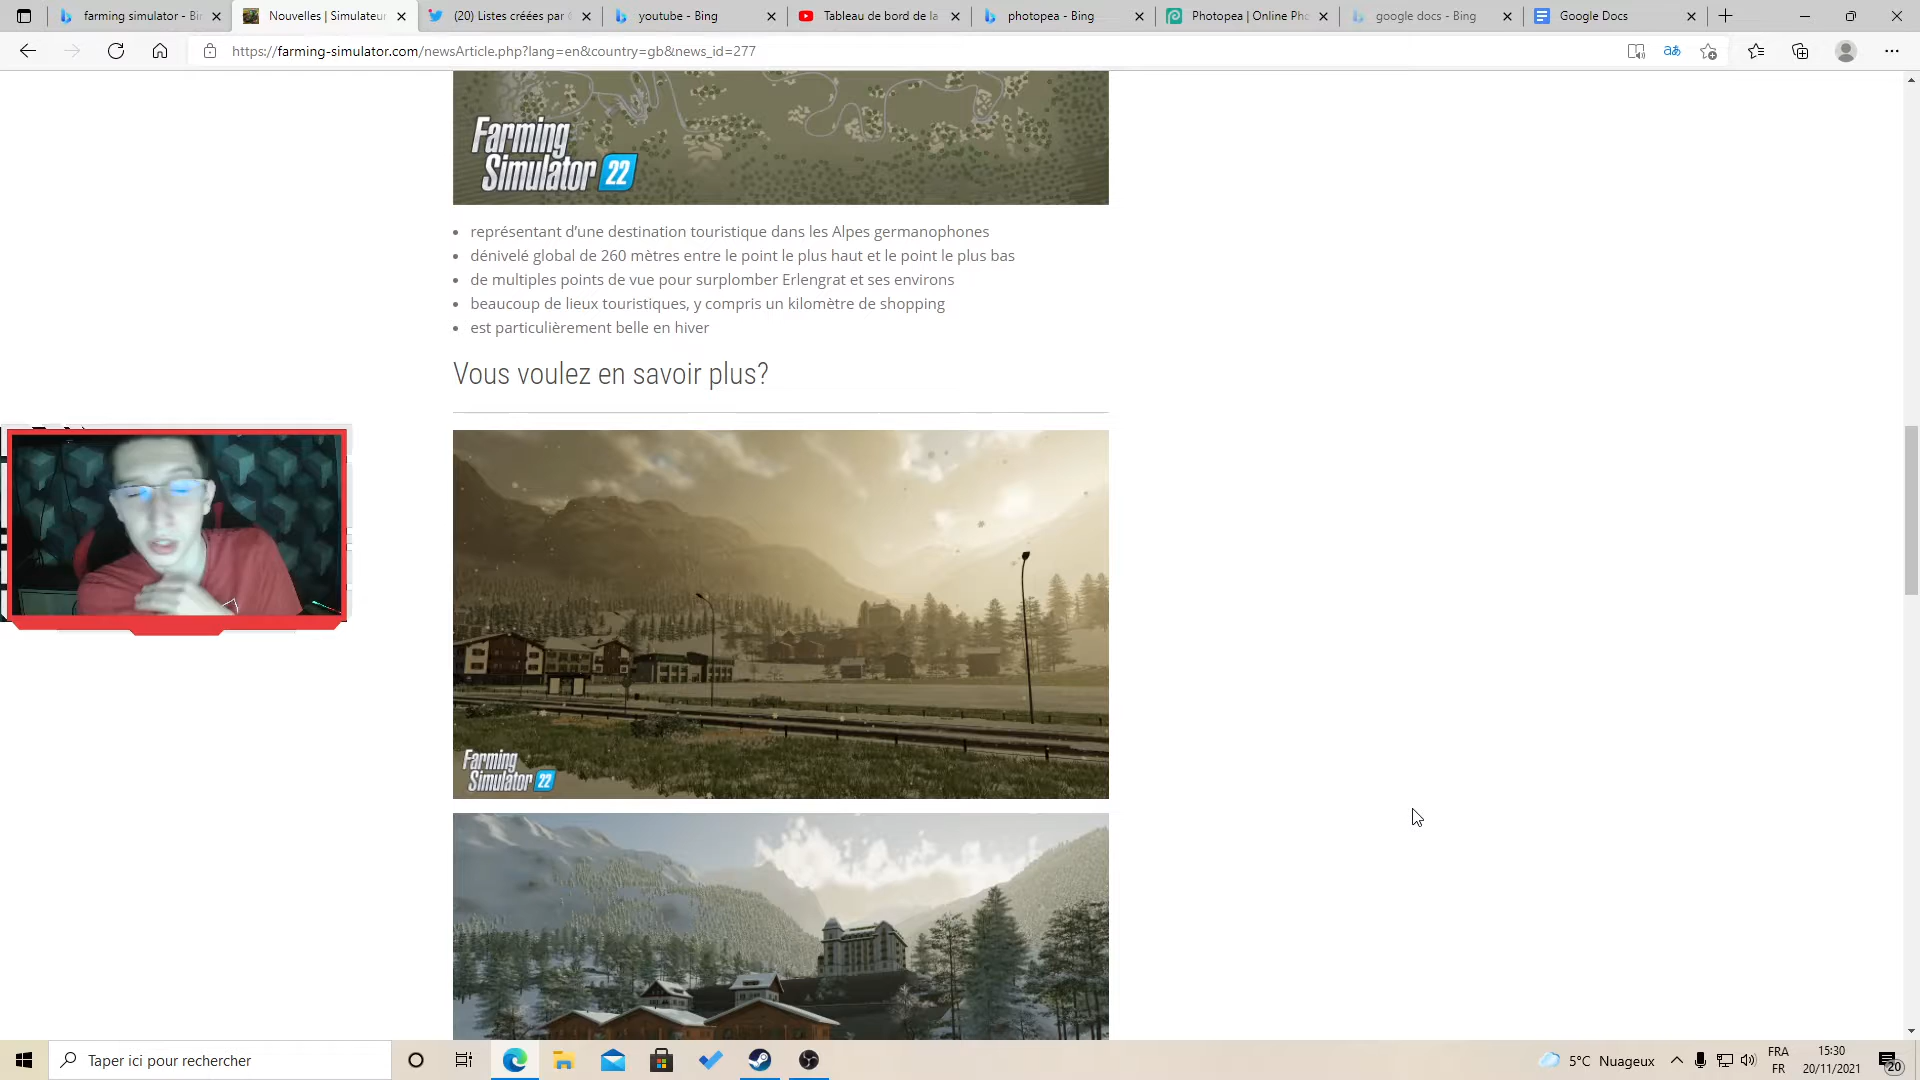 farming simulator - Bi
Nouvelles | Simulateur
(20) Listes créées par
youtube - Bing
Tableau de bord de la
photopea - Bing
Photopea | Online Pho
google docs - Bing
Google Docs
https://farming-simulator.com/newsArticle.php?lang=en&country=gb&news_id=277
Farming
Simulator 22
• représentant d’une destination touristique dans les Alpes germanophones
• dénivelé global de 260 mètres entre le point le plus haut et le point le plus bas
• de multiples points de vue pour surplomber Erlengrat et ses environs
• beaucoup de lieux touristiques, y compris un kilomètre de shopping
• est particulièrement belle en hiver
Vous voulez en savoir plus?
Farming
Simulator 22
Taper ici pour rechercher
5°C Nuageux
FRA
FR
15:30
20/11/2021
20